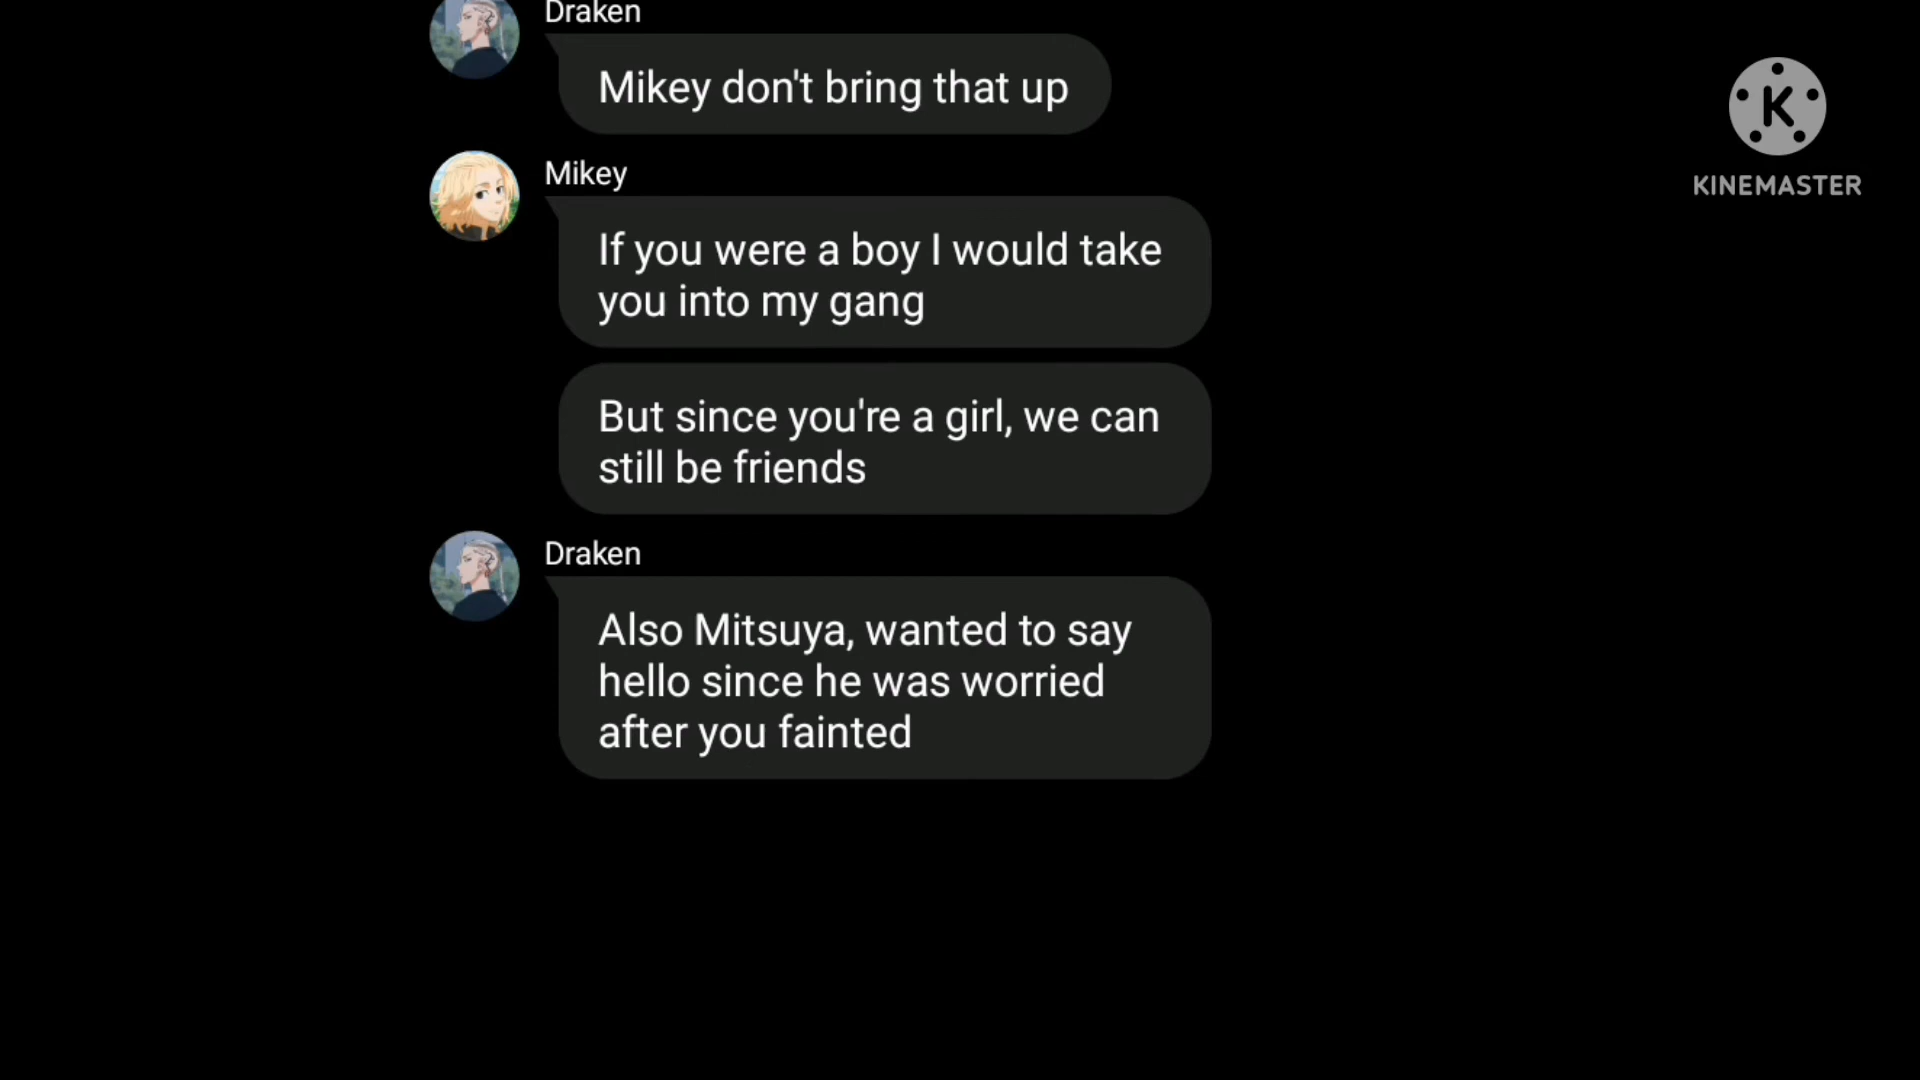 Draken
Mikey don't bring that up
Mikey
If you were a boy I would take
you into my gang
But since you're a girl, we can
still be friends
Draken
Also Mitsuya, wanted to say
hello since he was worried
after you fainted
K
KINEMASTER